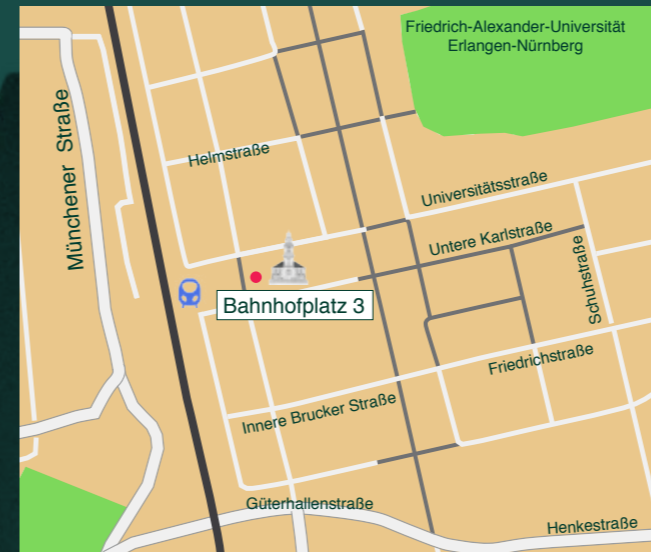 Friedrich-Alexander-Universität
Erlangen-Nürnberg
Münchener Straße
Helmstraße
Universitätsstraße
Untere Karlstraße
Schuhstraße
Bahnhofplatz 3
Friedrichstraße
Innere Brucker Straße
Güterhallenstraße
Henkestraße